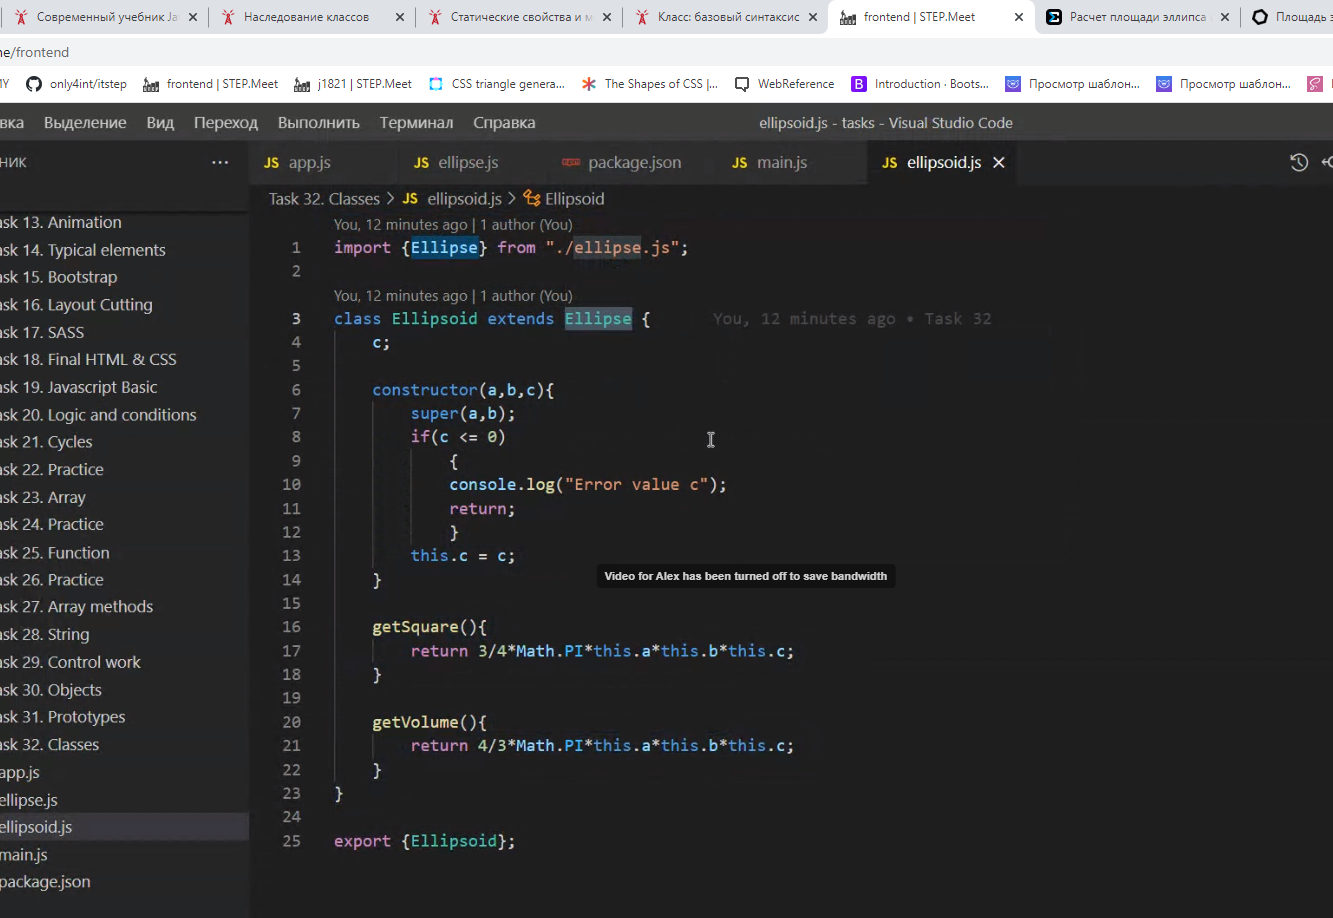 Современный учебник Ja
Наследование классов
Статические свойства и м
Класс: базовый синтаксис
frontend | STEP.Meet
Расчет площади эллипса
Площадь э
ne/frontend
only4int/itstep
frontend | STEP.Meet
j1821 | STEP.Meet
CSS triangle genera...
The Shapes of CSS |...
WebReference
Introduction · Boots...
Просмотр шаблон...
Просмотр шаблон...
вка Выделение Вид Переход Выполнить Терминал Справка
ellipsoid.js - tasks - Visual Studio Code
НИК ...
JS app.js
JS ellipse.js
package.json
JS main.js
JS ellipsoid.js
Task 32. Classes > JS ellipsoid.js > Ellipsoid
ask 13. Animation
ask 14. Typical elements
ask 15. Bootstrap
ask 16. Layout Cutting
ask 17. SASS
ask 18. Final HTML & CSS
ask 19. Javascript Basic
ask 20. Logic and conditions
ask 21. Cycles
ask 22. Practice
ask 23. Array
ask 24. Practice
ask 25. Function
ask 26. Practice
ask 27. Array methods
ask 28. String
ask 29. Control work
ask 30. Objects
ask 31. Prototypes
ask 32. Classes
app.js
ellipse.js
ellipsoid.js
main.js
package.json
You, 12 minutes ago | 1 author (You)
1 import {Ellipse} from "./ellipse.js";
2
You, 12 minutes ago | 1 author (You)
3 class Ellipsoid extends Ellipse { You, 12 minutes ago • Task 32
4 c;
5
6 constructor(a,b,c){
7 super(a,b);
8 if(c <= 0)
9 {
10 console.log("Error value c");
11 return;
12 }
13 this.c = c;
14 }
15
16 getSquare(){
17 return 3/4*Math.PI*this.a*this.b*this.c;
18 }
19
20 getVolume(){
21 return 4/3*Math.PI*this.a*this.b*this.c;
22 }
23 }
24
25 export {Ellipsoid};
Video for Alex has been turned off to save bandwidth